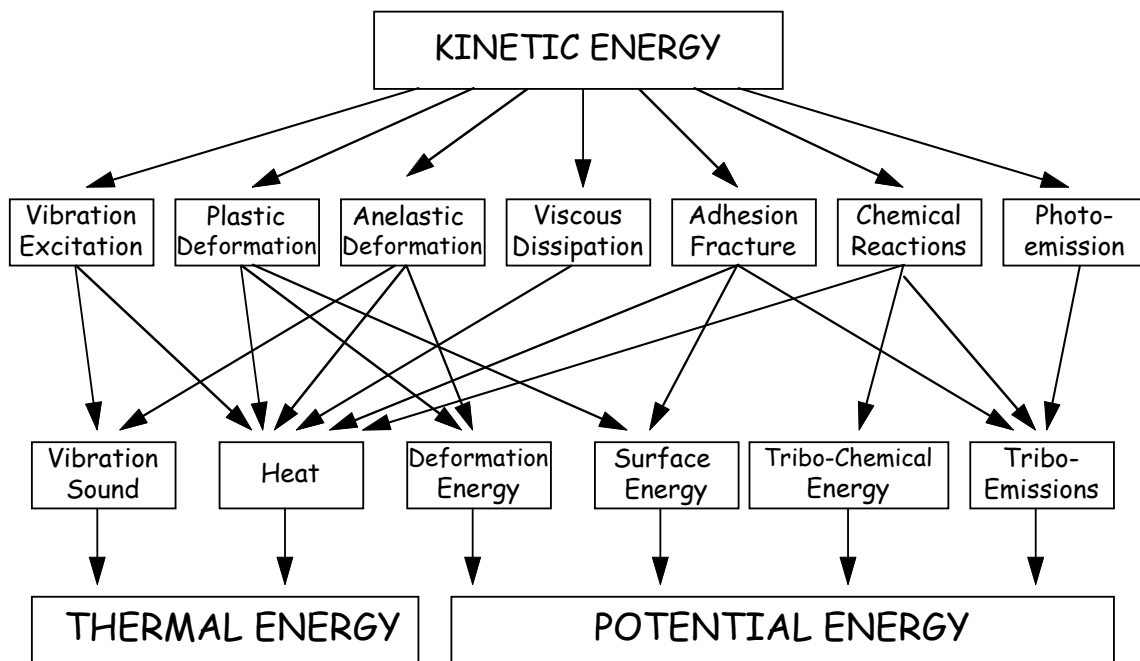 KINETIC ENERGY
Vibration
Excitation
Plastic
Deformation
Anelastic
Deformation
Viscous
Dissipation
Adhesion
Fracture
Chemical
Reactions
Photo-
emission
Vibration
Sound
Heat
Deformation
Energy
Surface
Energy
Tribo-Chemical
Energy
Tribo-
Emissions
THERMAL ENERGY
POTENTIAL ENERGY